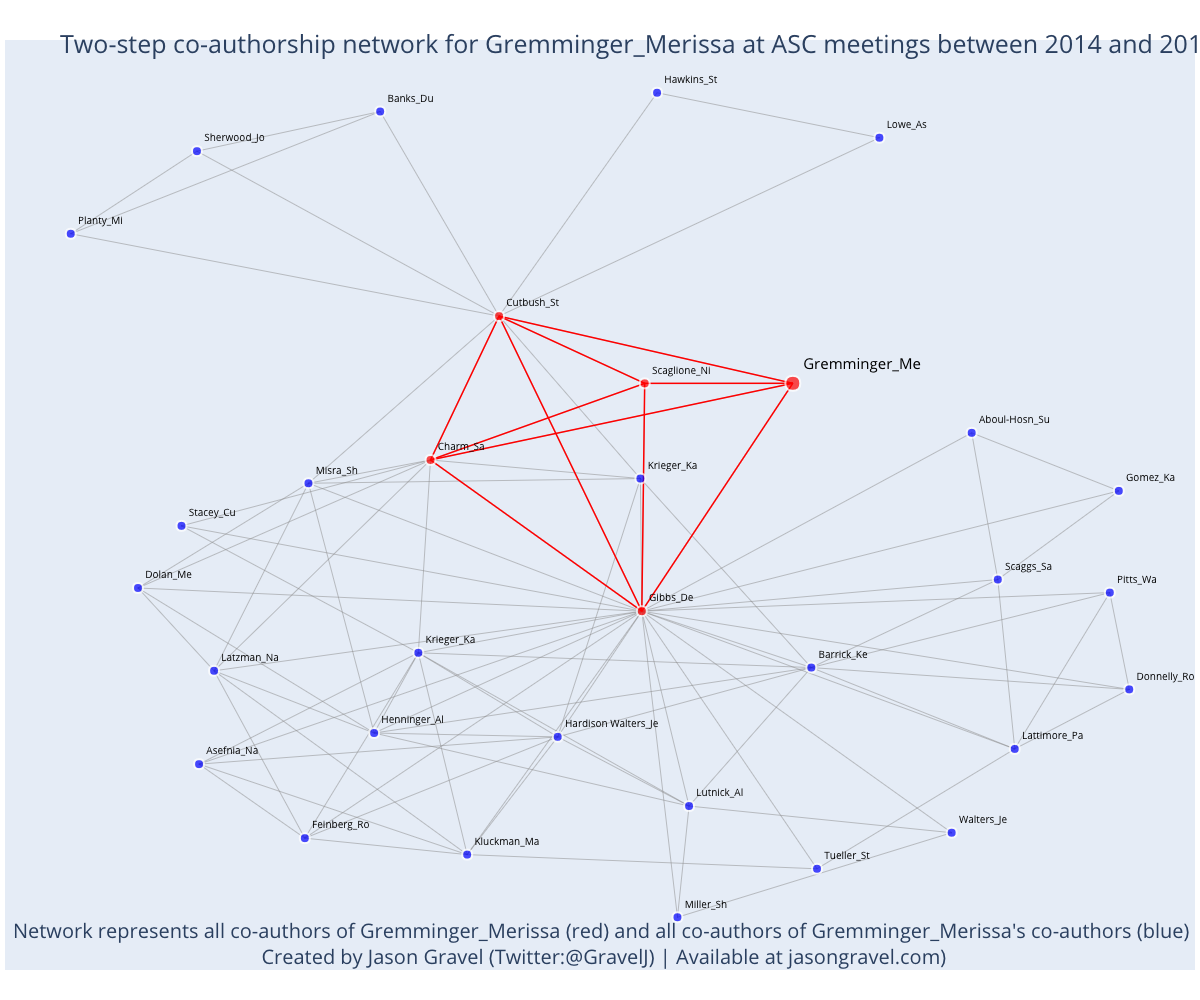 Two-step co-authorship network for Gremminger_Merissa at ASC meetings between 2014 and 201
Hawkins_St
Banks_Du
Lowe_As
Sherwood_Jo
Planty_Mi
Cutbush_St
Gremminger_Me
Scaglione_Ni
Aboul-Hosn_Su
Charm_Sa
Krieger_Ka
Misra_Sh
Gomez_Ka
Stacey_Cu
Scaggs_Sa
Dolan_Me
Pitts_Wa
Gibbs_De
Krieger_Ka
Barrick_Ke
Latzman_Na
Donnelly_Ro
Henninger_Al
Hardison Walters_Je
Lattimore_Pa
Asefnia_Na
Lutnick_Al
Walters_Je
Feinberg_Ro
Kluckman_Ma
Tueller_St
Miller_Sh
Network represents all co-authors of Gremminger_Merissa (red) and all co-authors of Gremminger_Merissa's co-authors (blue)
Created by Jason Gravel (Twitter:@GravelJ) | Available at jasongravel.com)